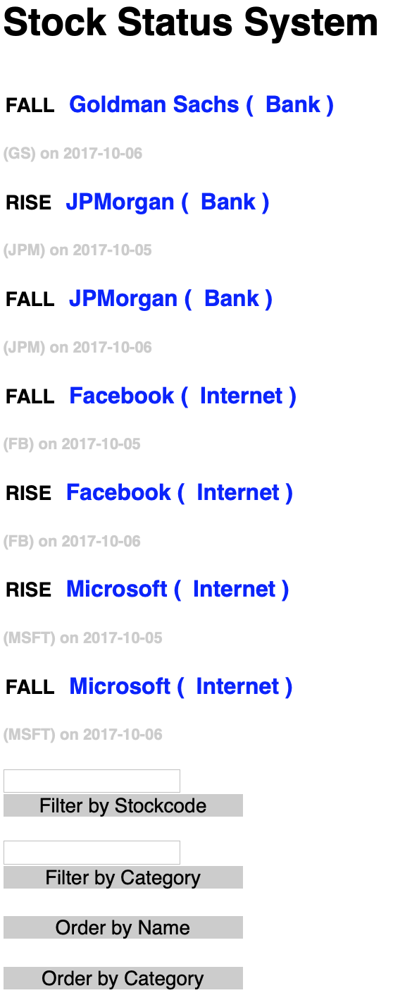 Stock Status System
FALL Goldman Sachs ( Bank )
(GS) on 2017-10-06
RISE JPMorgan ( Bank )
(JPM) on 2017-10-05
FALL JPMorgan ( Bank )
(JPM) on 2017-10-06
FALL Facebook ( Internet )
(FB) on 2017-10-05
RISE Facebook ( Internet )
(FB) on 2017-10-06
RISE Microsoft ( Internet )
(MSFT) on 2017-10-05
FALL Microsoft ( Internet )
(MSFT) on 2017-10-06
Filter by Stockcode
Filter by Category
Order by Name
Order by Category